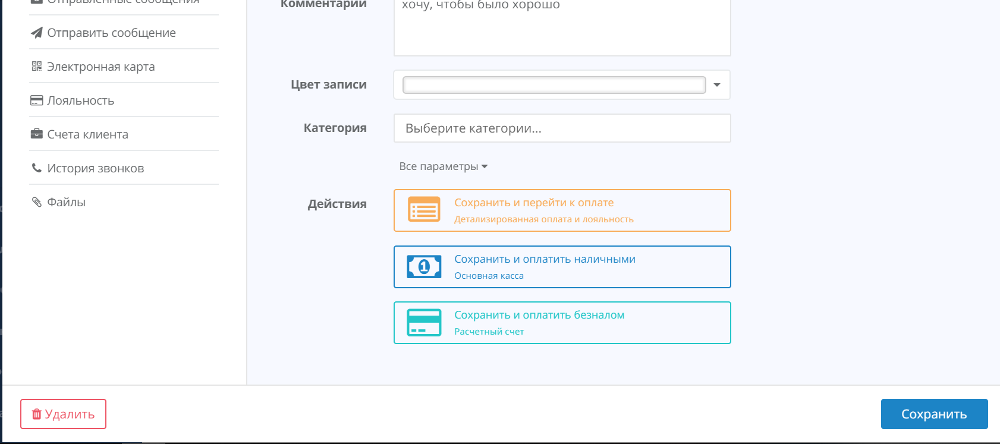 Отправленные сообщения
Отправить сообщение
Электронная карта
Лояльность
Счета клиента
История звонков
Файлы
Комментарий
хочу, чтобы было хорошо
Цвет записи
Категория
Выберите категории...
Все параметры
Действия
Сохранить и перейти к оплате
Детализированная оплата и лояльность
1
Сохранить и оплатить наличными
Основная касса
Сохранить и оплатить безналом
Расчетный счет
Удалить
Сохранить